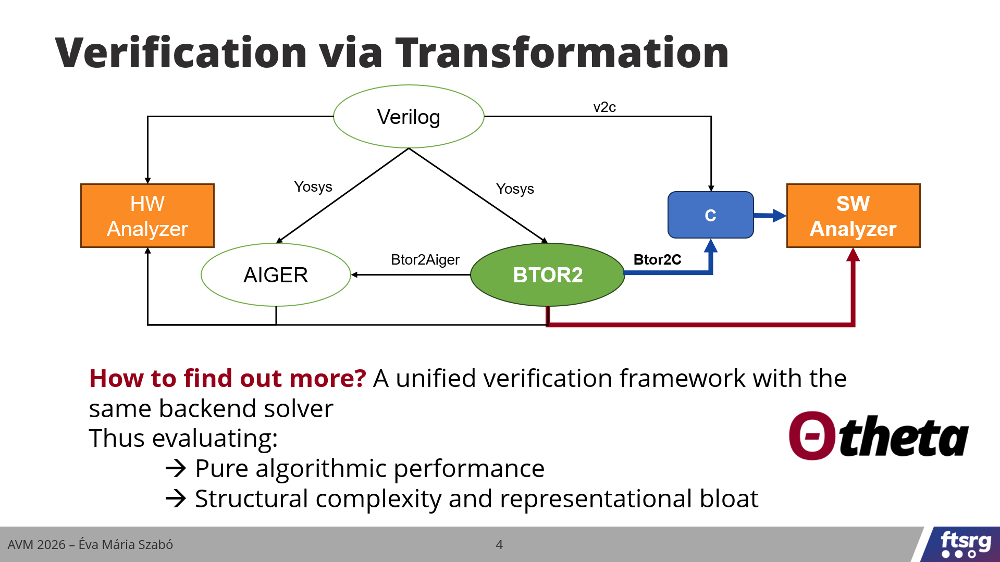 Verification via Transformation
Verilog
v2c
Yosys
Yosys
HW
Analyzer
C
SW
Analyzer
AIGER
Btor2Aiger
BTOR2
Btor2C
How to find out more? A unified verification framework with the
same backend solver
Thus evaluating:
→ Pure algorithmic performance
→ Structural complexity and representational bloat
Θtheta
AVM 2026 – Éva Mária Szabó
4
ftsrg